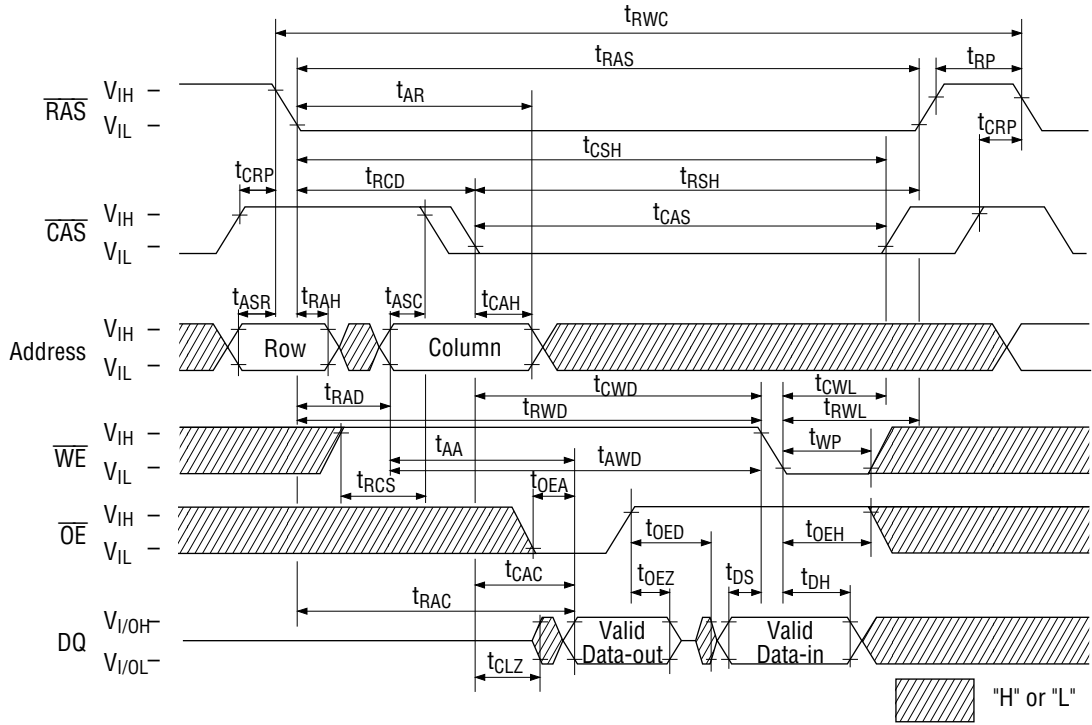 tRWC
tRAS
tRP
VIH
RAS
VIL
tAR
tCRP
tCSH
tCRP
tRCD
tRSH
VIH
CAS
VIL
tCAS
tASR
tRAH
tASC
tCAH
VIH
Address
VIL
Row
Column
tCWD
tCWL
tRAD
tRWD
tRWL
VIH
WE
VIL
tAA
tWP
tAWD
tRCS
tOEA
VIH
OE
VIL
tOED
tOEH
tCAC
tOEZ
tDS
tDH
tRAC
VI/OH
DQ
VI/OL
Valid
Data-out
Valid
Data-in
tCLZ
"H" or "L"